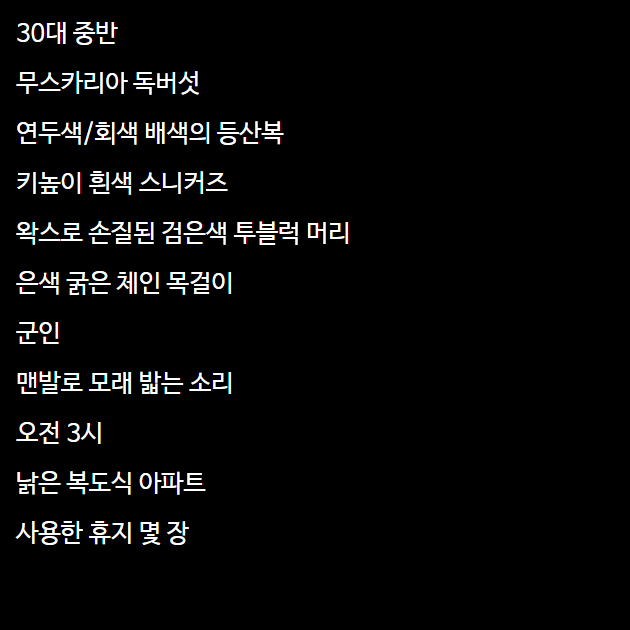 30대 중반
무스카리아 독버섯
연두색/회색 배색의 등산복
키높이 흰색 스니커즈
왁스로 손질된 검은색 투블럭 머리
은색 굵은 체인 목걸이
군인
맨발로 모래 밟는 소리
오전 3시
낡은 복도식 아파트
사용한 휴지 몇 장